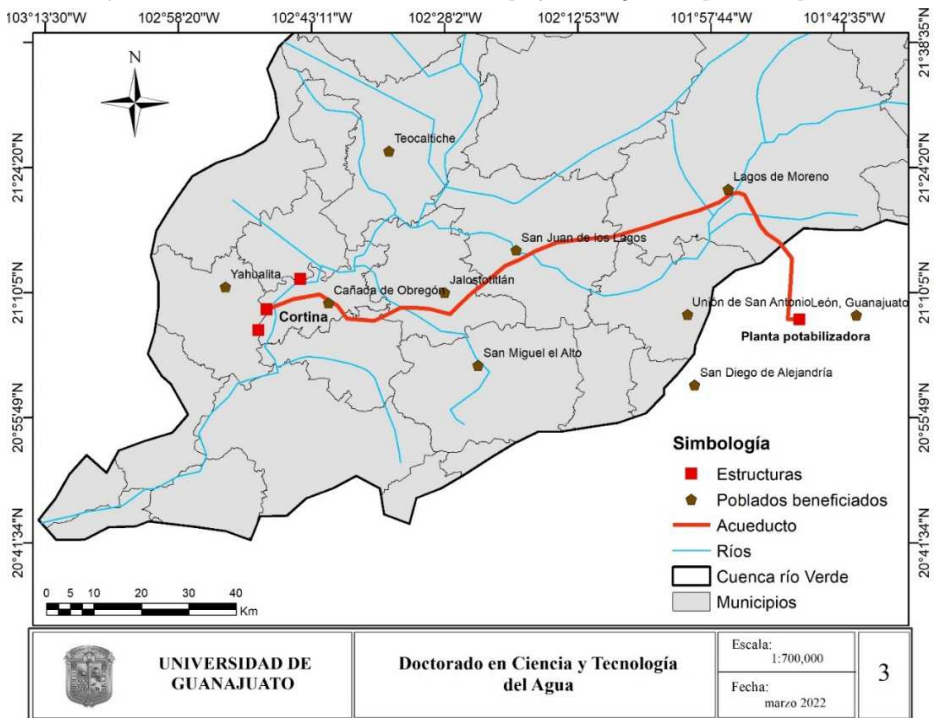 103°13'30"W 102°58'20"W 102°43'11"W 102°28'2"W 102°12'53"W 101°57'44"W 101°42'35"W
21°38'35"N
21°24'20"N
21°24'20"N
21°10'5"N
21°10'5"N
20°55'49"N
20°55'49"N
20°41'34"N
20°41'34"N
N
Teocaltiche
Lagos de Moreno
San Juan de los Lagos
Yahualita
Cañada de Obregón
Jalostotitlán
Cortina
Unión de San Antonio
León, Guanajuato
Planta potabilizadora
San Miguel el Alto
San Diego de Alejandría
Simbología
Estructuras
Poblados beneficiados
Acueducto
Ríos
Cuenca río Verde
Municipios
0 5 10 20 30 40
Km
UNIVERSIDAD DE
GUANAJUATO
Doctorado en Ciencia y Tecnología
del Agua
Escala:
1:700,000
Fecha:
marzo 2022
3